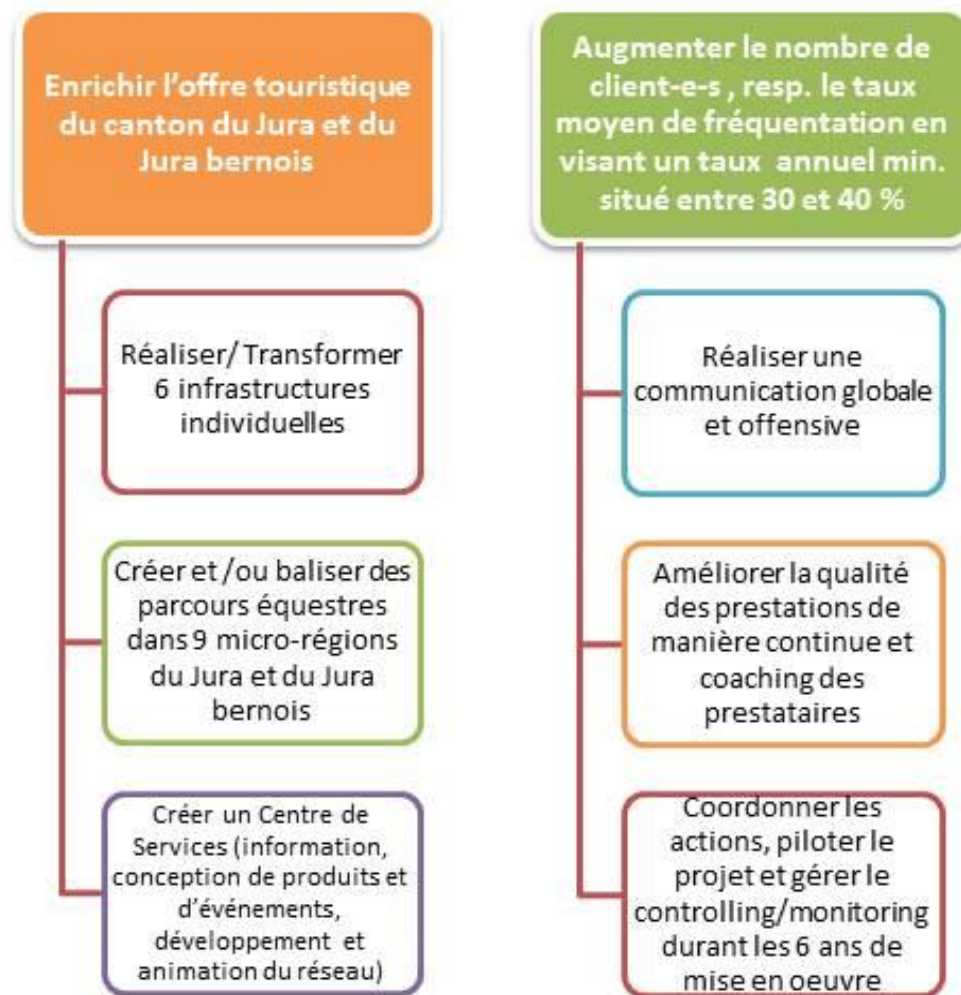 Enrichir l’offre touristique
du canton du Jura et du
Jura bernois
Réaliser/ Transformer
6 infrastructures
individuelles
Créer et /ou baliser des
parcours équestres
dans 9 micro-régions
du Jura et du Jura
bernois
Créer un Centre de
Services (information,
conception de produits et
d’événements,
développement et
animation du réseau)
Augmenter le nombre de
client-e-s , resp. le taux
moyen de fréquentation en
visant un taux annuel min.
situé entre 30 et 40 %
Réaliser une
communication globale
et offensive
Améliorer la qualité
des prestations de
manière continue et
coaching des
prestataires
Coordonner les
actions, piloter le
projet et gérer le
controlling/monitoring
durant les 6 ans de
mise en oeuvre